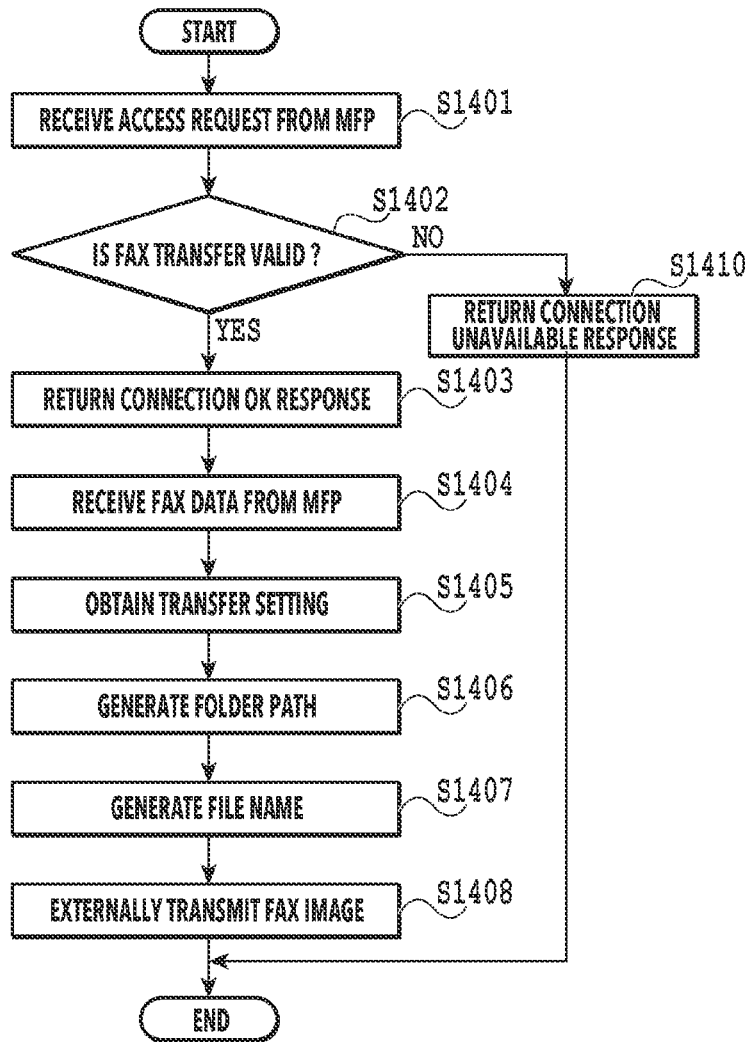 START
RECEIVE ACCESS REQUEST FROM MFP
S1401
S1402
IS FAX TRANSFER VALID ?
NO
S1410
RETURN CONNECTION
UNAVAILABLE RESPONSE
YES
RETURN CONNECTION OK RESPONSE
S1403
RECEIVE FAX DATA FROM MFP
S1404
OBTAIN TRANSFER SETTING
S1405
GENERATE FOLDER PATH
S1406
GENERATE FILE NAME
S1407
EXTERNALLY TRANSMIT FAX IMAGE
S1408
END